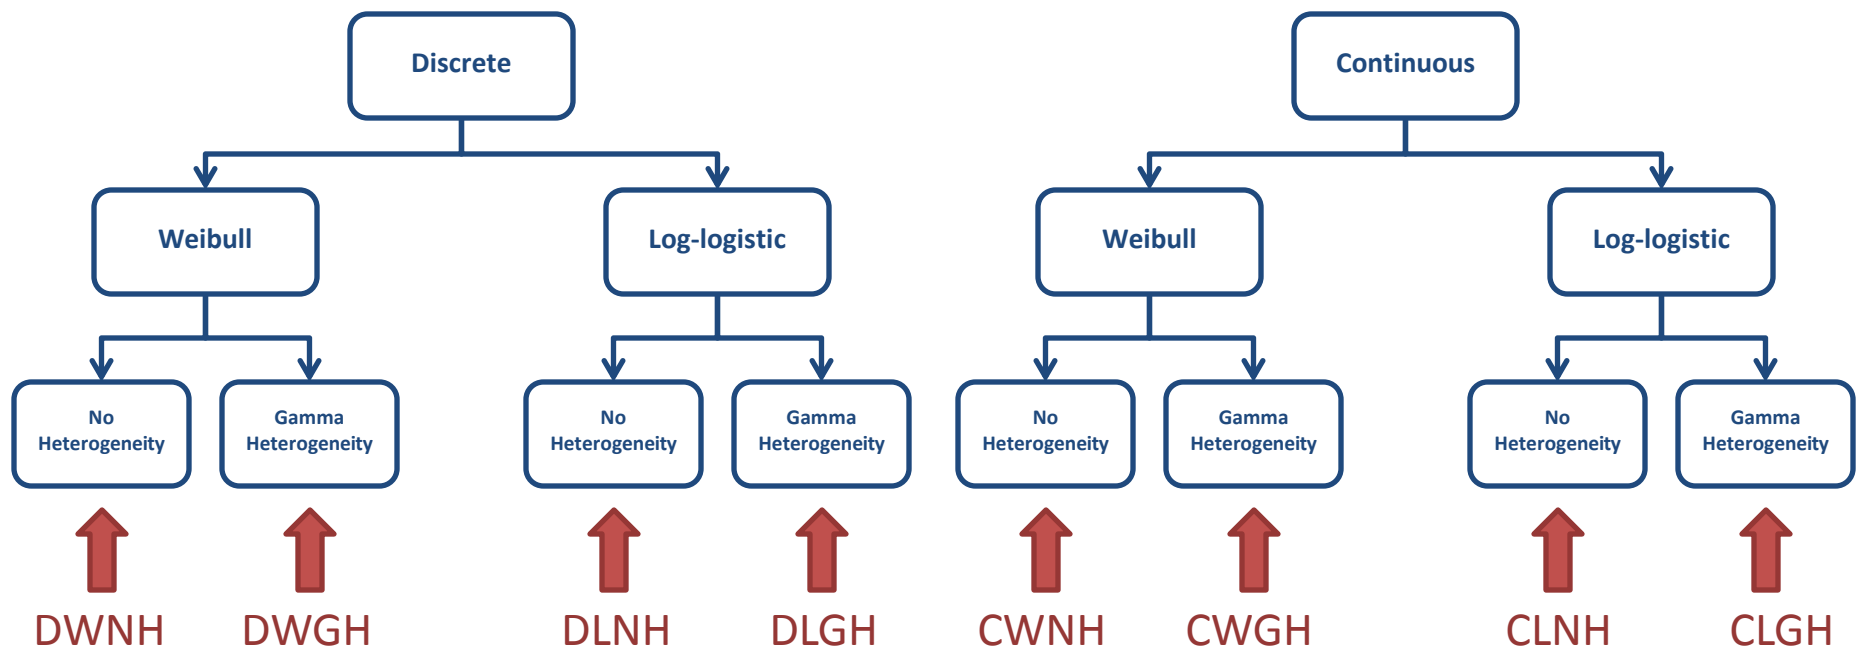 Discrete
Continuous
Weibull
Log-logistic
Weibull
Log-logistic
No
Heterogeneity
Gamma
Heterogeneity
No
Heterogeneity
Gamma
Heterogeneity
No
Heterogeneity
Gamma
Heterogeneity
No
Heterogeneity
Gamma
Heterogeneity
DWNH
DWGH
DLNH
DLGH
CWNH
CWGH
CLNH
CLGH